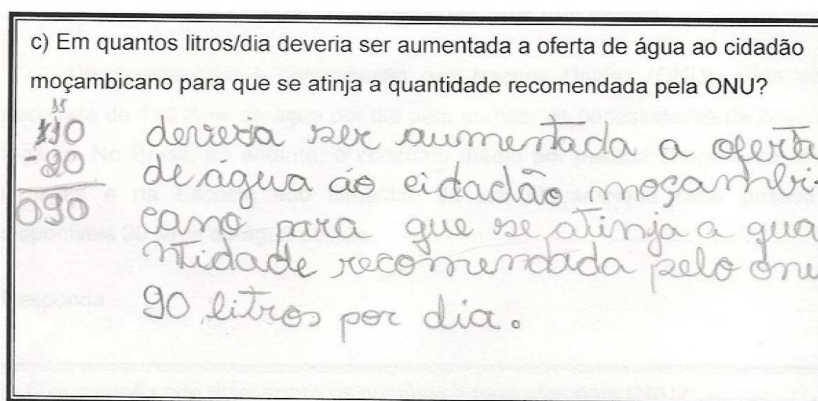 c) Em quantos litros/dia deveria ser aumentada a oferta de água ao cidadão
moçambicano para que se atinja a quantidade recomendada pela ONU?
110
-20
090
devera ser aumentada a oferta
de agua ao cidadão moçambi
cano para que se atinja a qua
ntidade recomendada pelo onu
90 litros por dia.